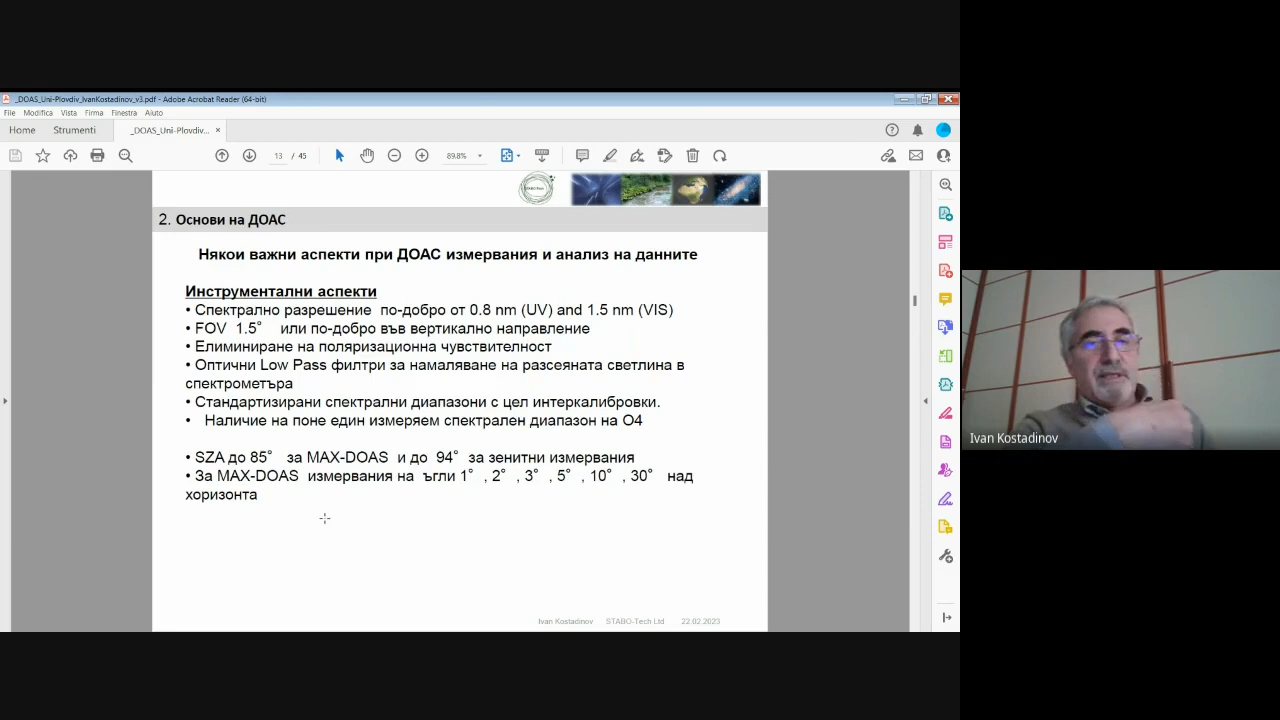 _DOAS_Uni-Plovdiv_IvanKostadinov_v3.pdf - Adobe Acrobat Reader (64-bit)
File Modifica Vista Firma Finestra Aiuto
Home Strumenti _DOAS_Uni-Plovdiv... ×
13 / 45 89.8%
2. Основи на ДОАС
Някои важни аспекти при ДОАС измервания и анализ на данните
Инструментални аспекти
• Спектрално разрешение по-добро от 0.8 nm (UV) and 1.5 nm (VIS)
• FOV 1.5° или по-добро във вертикално направление
• Елиминиране на поляризационна чувствителност
• Оптични Low Pass филтри за намаляване на разсеяната светлина в
спектрометъра
• Стандартизирани спектрални диапазони с цел интеркалибровки.
• Наличие на поне един измеряем спектрален диапазон на O4
• SZA до 85° за MAX-DOAS и до 94° за зенитни измервания
• За MAX-DOAS измервания на ъгли 1° , 2° , 3° , 5° , 10° , 30° над
хоризонта
Ivan Kostadinov STABO-Tech Ltd 22.02.2023
Ivan Kostadinov